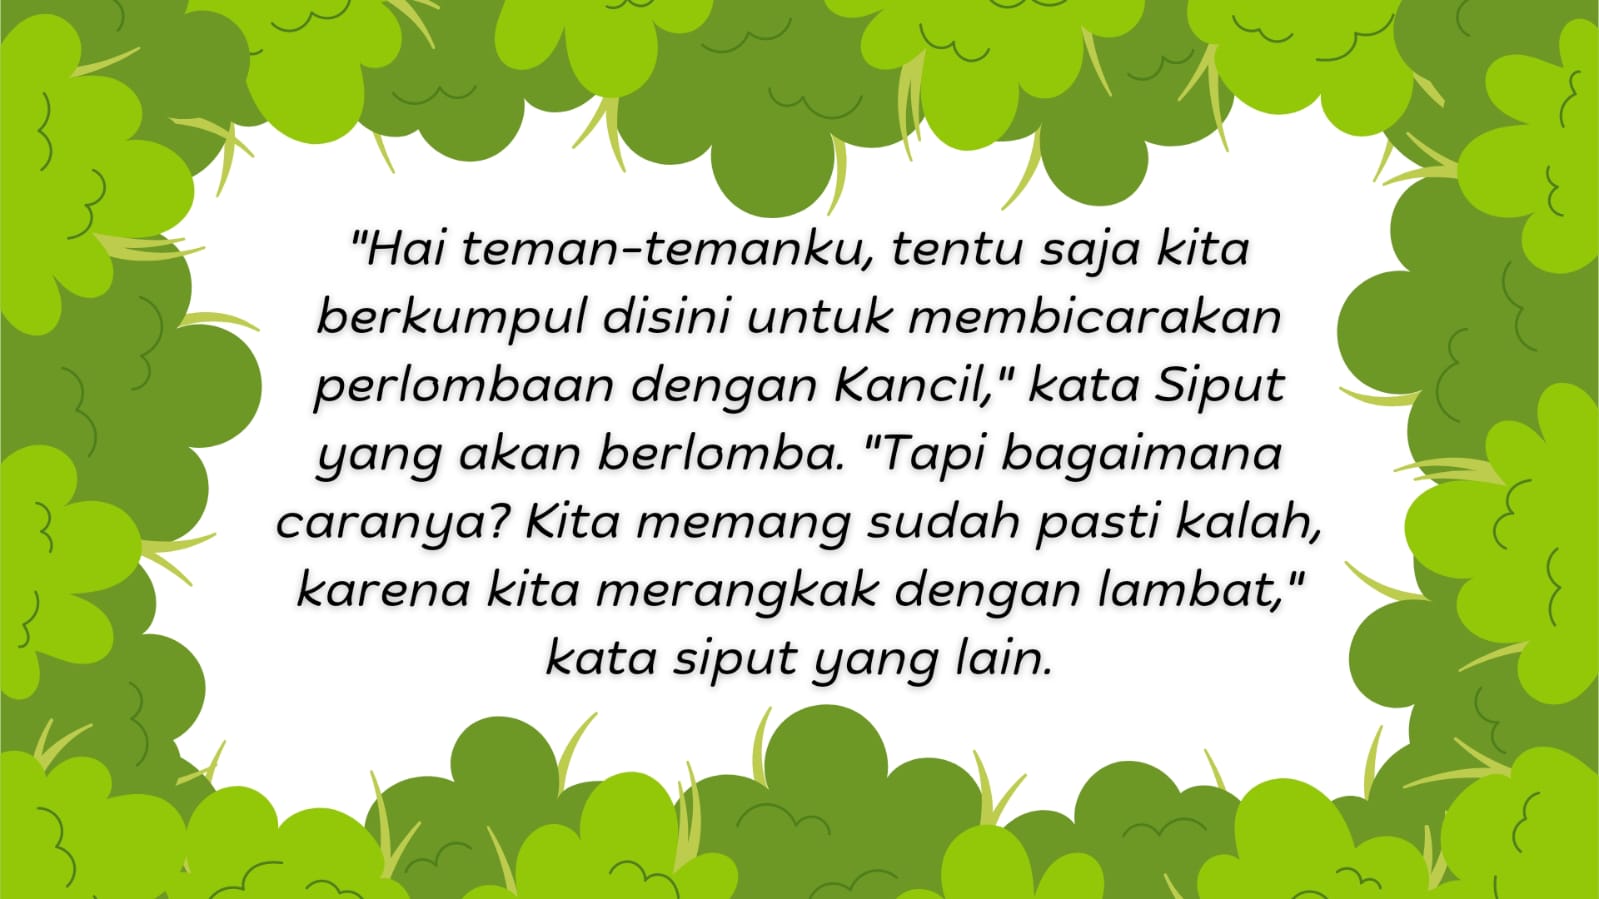 "Hai teman-temanku, tentu saja kita
berkumpul disini untuk membicarakan
perlombaan dengan Kancil," kata Siput
yang akan berlomba. "Tapi bagaimana
caranya? Kita memang sudah pasti kalah,
karena kita merangkak dengan lambat,"
kata siput yang lain.